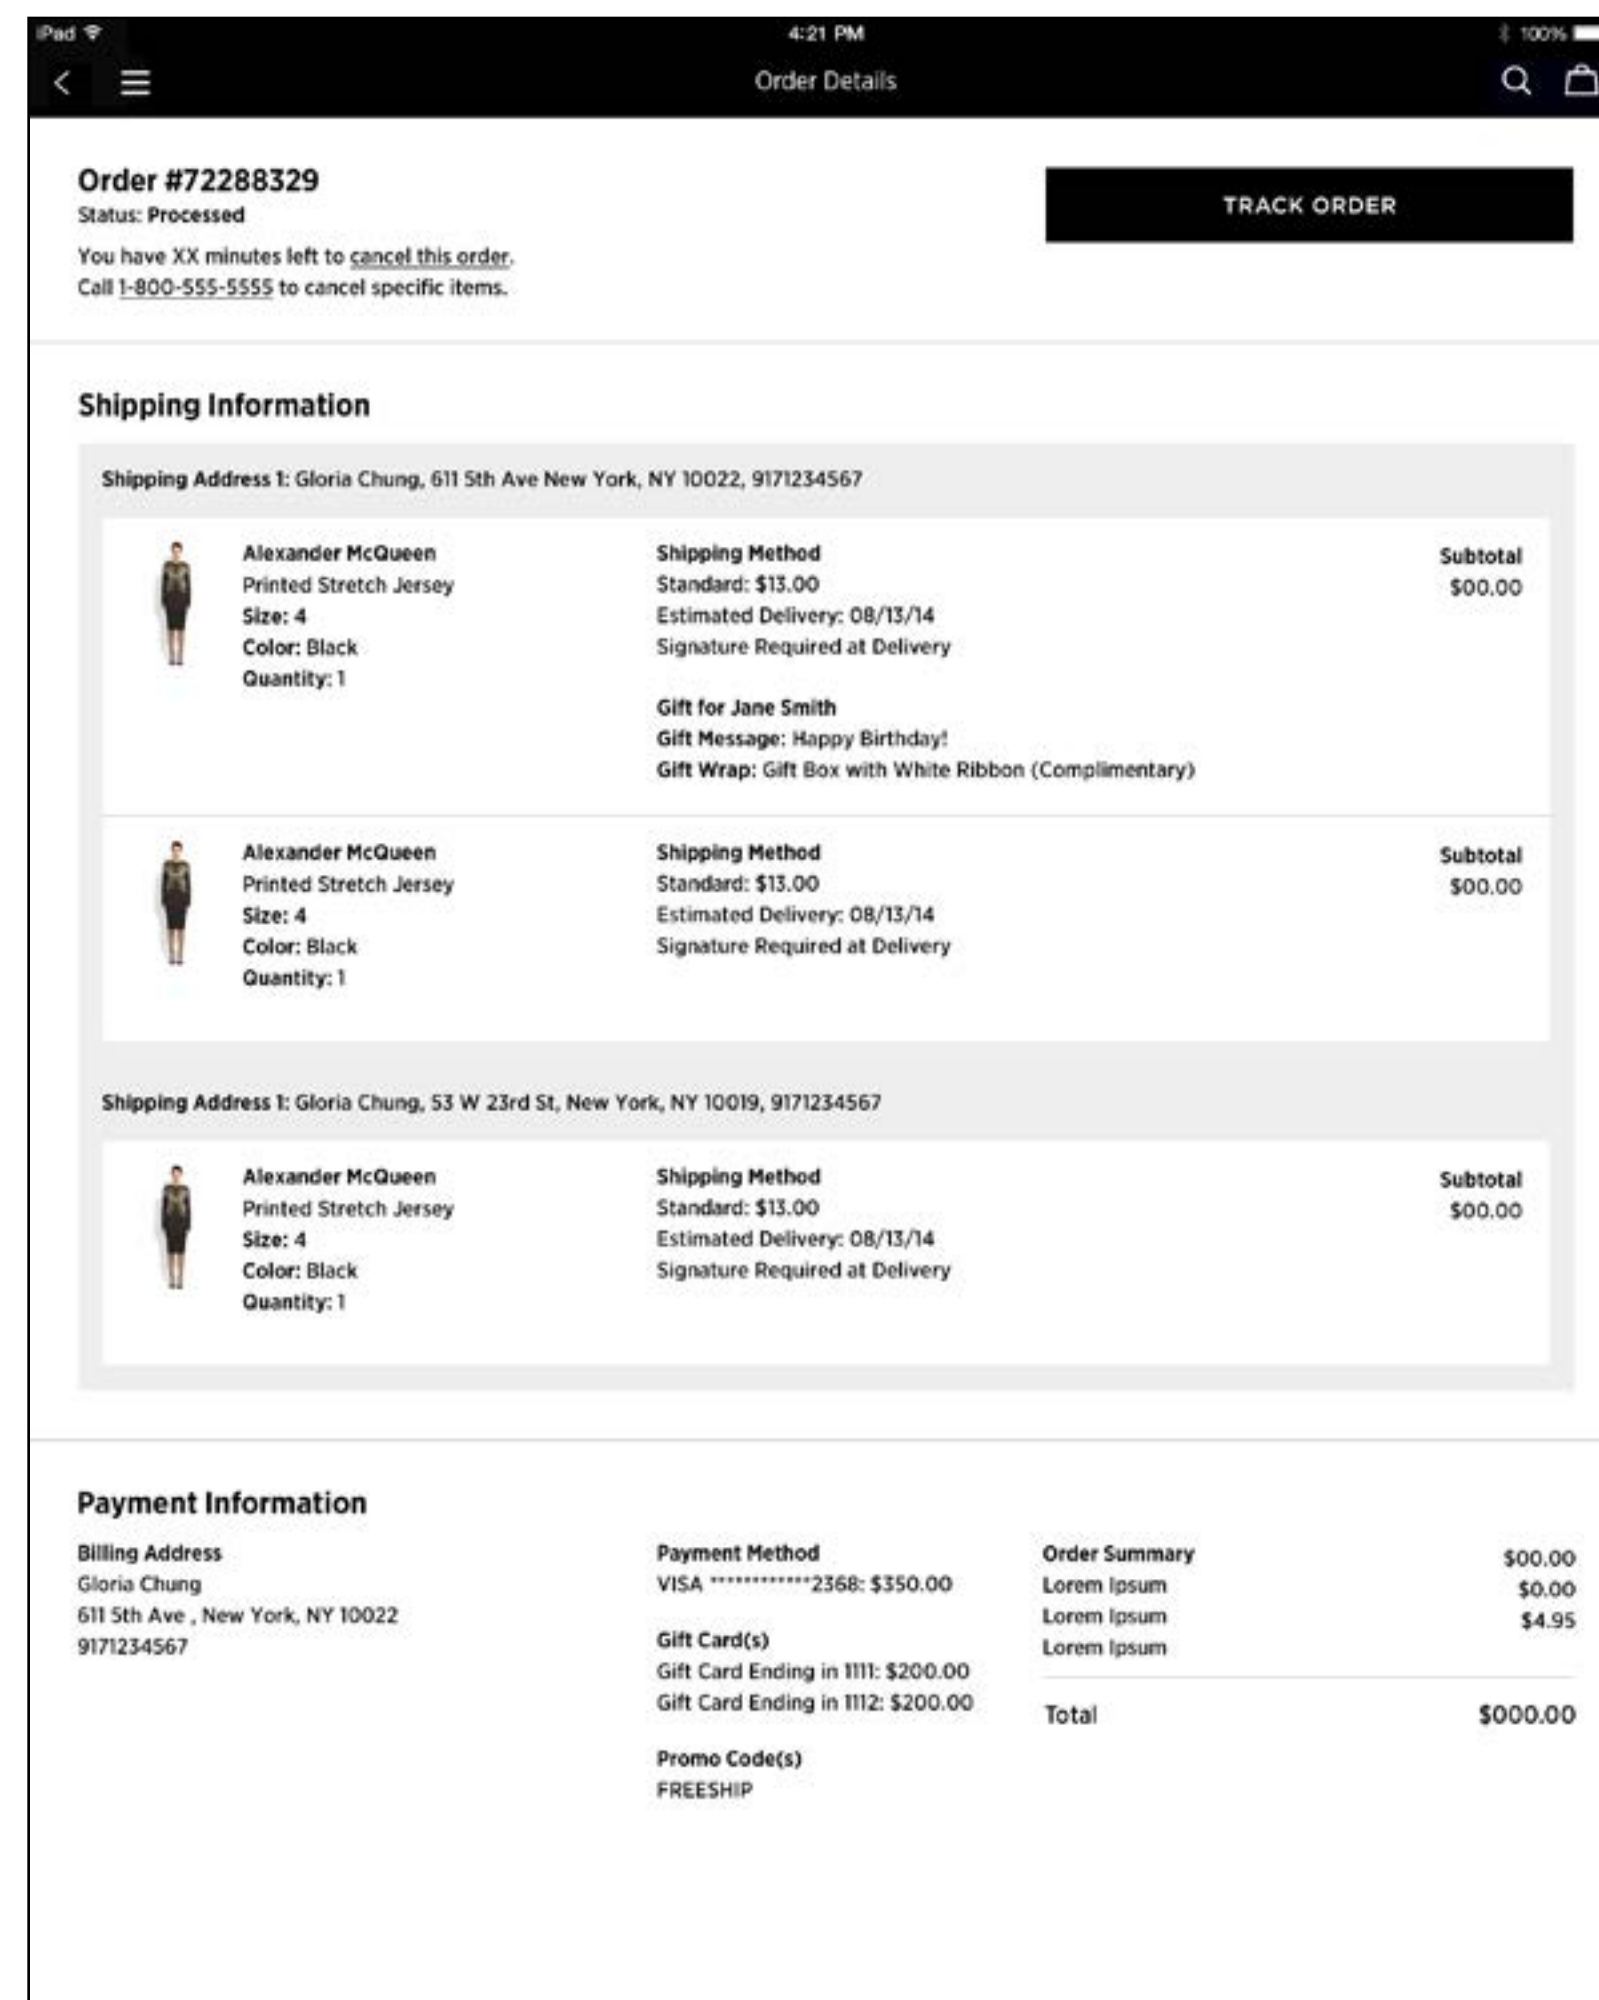 iPad
4:21 PM
100%
Order Details
Order #72288329
TRACK ORDER
Status: Processed
You have XX minutes left to cancel this order.
Call 1-800-555-5555 to cancel specific items.
Shipping Information
Shipping Address 1: Gloria Chung, 611 5th Ave New York, NY 10022, 9171234567
Alexander McQueen
Printed Stretch Jersey
Size: 4
Color: Black
Quantity: 1
Shipping Method
Standard: $13.00
Estimated Delivery: 08/13/14
Signature Required at Delivery
Gift for Jane Smith
Gift Message: Happy Birthday!
Gift Wrap: Gift Box with White Ribbon (Complimentary)
Subtotal
$00.00
Alexander McQueen
Printed Stretch Jersey
Size: 4
Color: Black
Quantity: 1
Shipping Method
Standard: $13.00
Estimated Delivery: 08/13/14
Signature Required at Delivery
Subtotal
$00.00
Shipping Address 1: Gloria Chung, 53 W 23rd St, New York, NY 10019, 9171234567
Alexander McQueen
Printed Stretch Jersey
Size: 4
Color: Black
Quantity: 1
Shipping Method
Standard: $13.00
Estimated Delivery: 08/13/14
Signature Required at Delivery
Subtotal
$00.00
Payment Information
Billing Address
Gloria Chung
611 5th Ave , New York, NY 10022
9171234567
Payment Method
VISA ************2368: $350.00
Gift Card(s)
Gift Card Ending in 1111: $200.00
Gift Card Ending in 1112: $200.00
Promo Code(s)
FREESHIP
Order Summary $00.00
Lorem Ipsum $0.00
Lorem Ipsum $4.95
Lorem Ipsum
Total $000.00